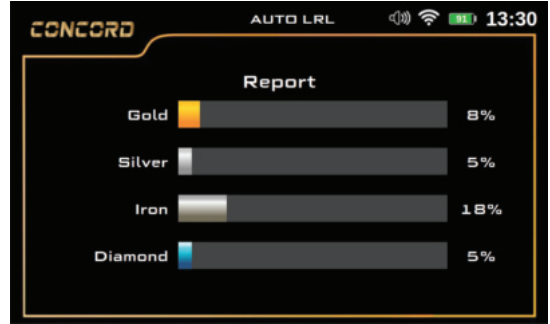 CONCORD
AUTO LRL
91
13:30
Report
Gold 8%
Silver 5%
Iron 18%
Diamond 5%